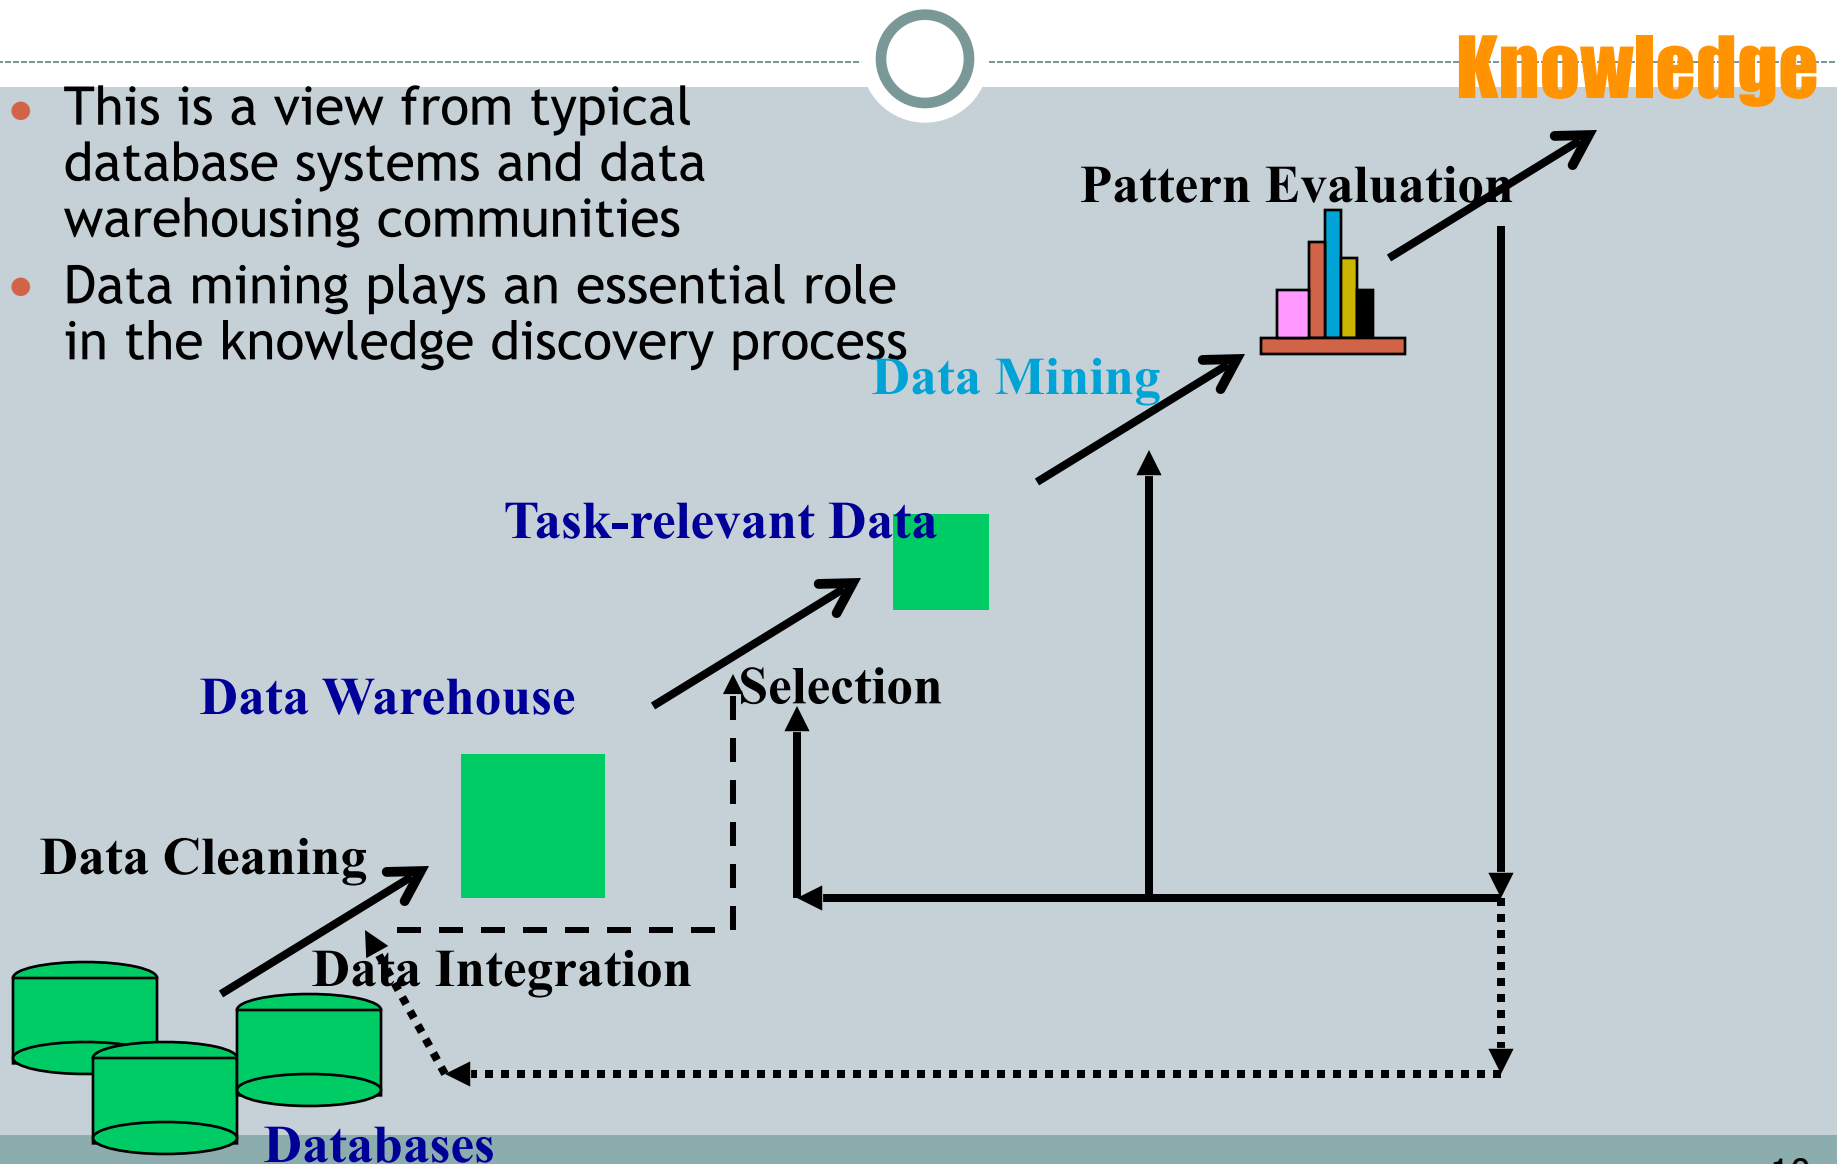 Knowledge
This is a view from typical
database systems and data
warehousing communities
Data mining plays an essential role
in the knowledge discovery process
Pattern Evaluation
Data Mining
Task-relevant Data
Selection
Data Warehouse
Data Cleaning
Data Integration
Databases